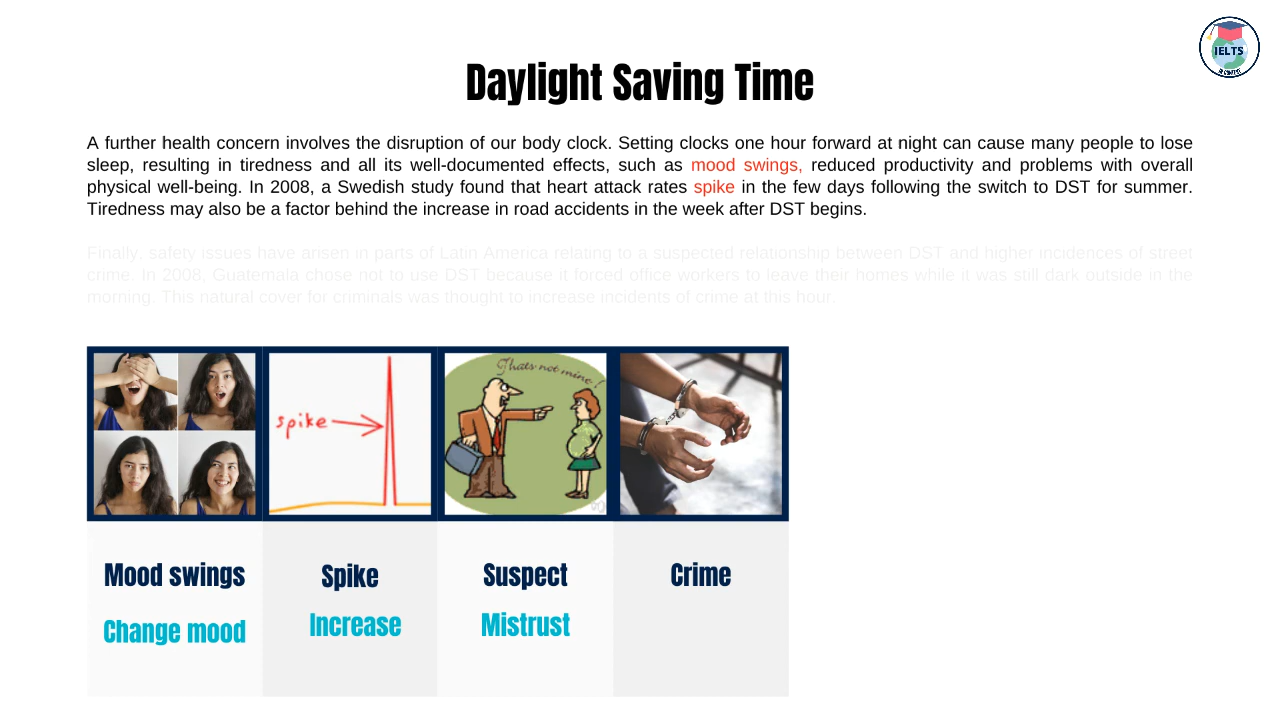 IELTS
IN CONTEXT
Daylight Saving Time
A further health concern involves the disruption of our body clock. Setting clocks one hour forward at night can cause many people to lose
sleep, resulting in tiredness and all its well-documented effects, such as mood swings, reduced productivity and problems with overall
physical well-being. In 2008, a Swedish study found that heart attack rates spike in the few days following the switch to DST for summer.
Tiredness may also be a factor behind the increase in road accidents in the week after DST begins.
Finally, safety issues have arisen in parts of Latin America relating to a suspected relationship between DST and higher incidences of street
crime. In 2008, Guatemala chose not to use DST because it forced office workers to leave their homes while it was still dark outside in the
morning. This natural cover for criminals was thought to increase incidents of crime at this hour.
spike
Thats not mine!
Mood swings
Spike
Suspect
Crime
Change mood
Increase
Mistrust